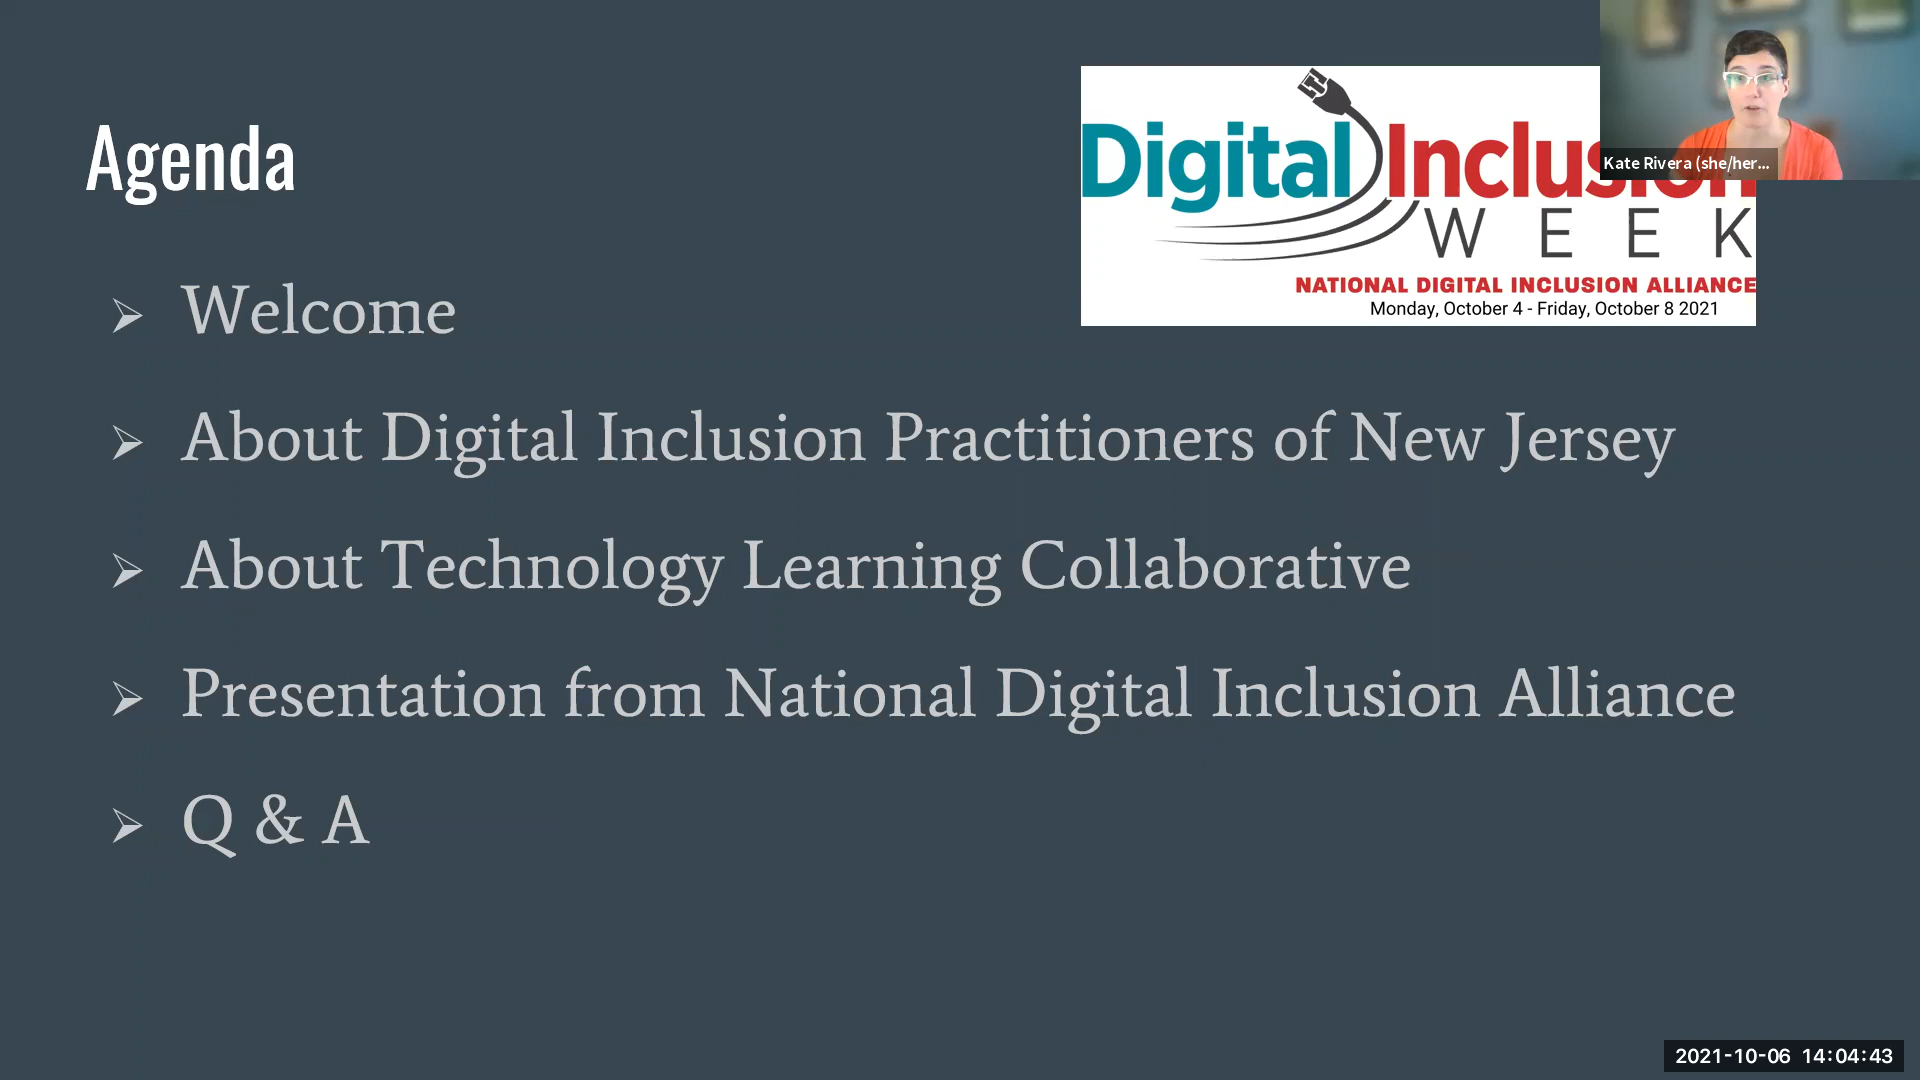 Agenda
Digital Inclusion
WEEK
NATIONAL DIGITAL INCLUSION ALLIANCE
Monday, October 4 - Friday, October 8 2021
Kate Rivera (she/her...
➢ Welcome
➢ About Digital Inclusion Practitioners of New Jersey
➢ About Technology Learning Collaborative
➢ Presentation from National Digital Inclusion Alliance
➢ Q & A
2021-10-06 14:04:43